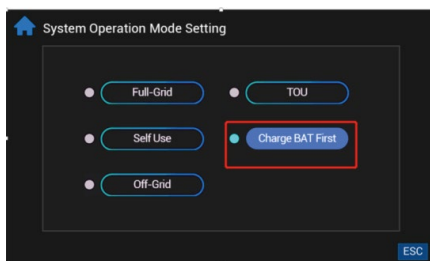 System Operation Mode Setting
Full-Grid
TOU
Self Use
Charge BAT First
Off-Grid
ESC